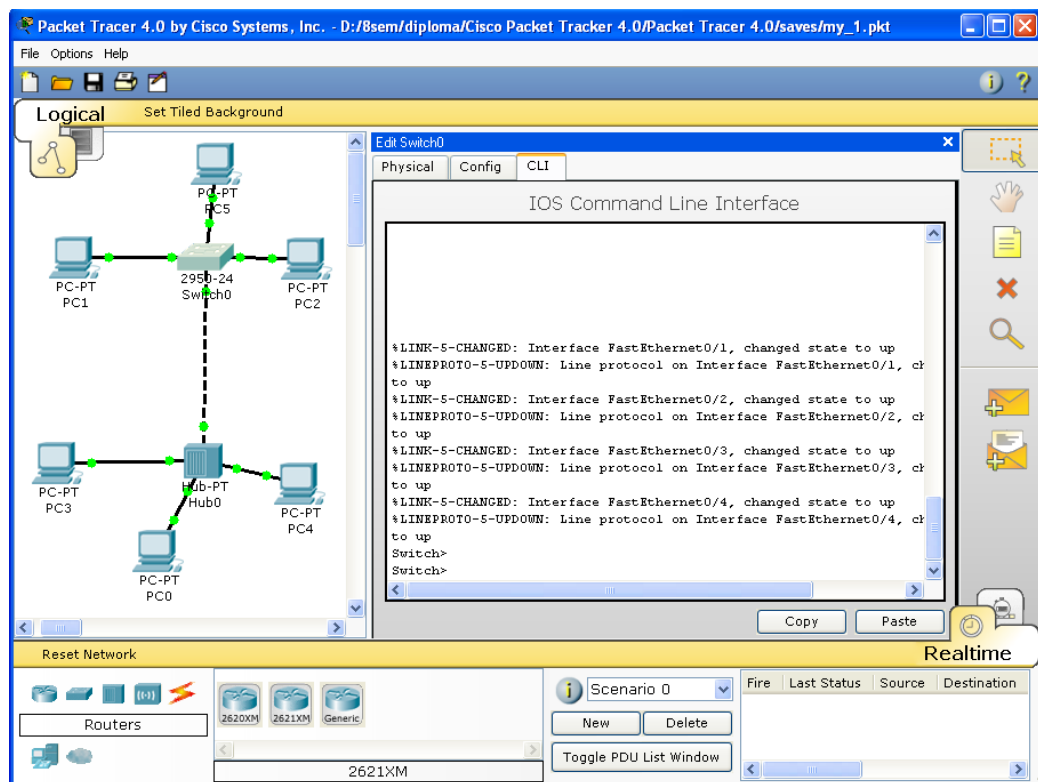 Packet Tracer 4.0 by Cisco Systems, Inc. - D:/8sem/diploma/Cisco Packet Tracker 4.0/Packet Tracer 4.0/saves/my_1.pkt
File Options Help
Logical Set Tiled Background
Edit Switch0
Physical Config CLI
IOS Command Line Interface
%LINK-5-CHANGED: Interface FastEthernet0/1, changed state to up
%LINEPROTO-5-UPDOWN: Line protocol on Interface FastEthernet0/1, ch
to up
%LINK-5-CHANGED: Interface FastEthernet0/2, changed state to up
%LINEPROTO-5-UPDOWN: Line protocol on Interface FastEthernet0/2, ch
to up
%LINK-5-CHANGED: Interface FastEthernet0/3, changed state to up
%LINEPROTO-5-UPDOWN: Line protocol on Interface FastEthernet0/3, ch
to up
%LINK-5-CHANGED: Interface FastEthernet0/4, changed state to up
%LINEPROTO-5-UPDOWN: Line protocol on Interface FastEthernet0/4, ch
to up
Switch>
Switch>
Copy Paste
PC-PT
PC5
PC-PT
PC1
2950-24
Switch0
PC-PT
PC2
PC-PT
PC3
Hub-PT
Hub0
PC-PT
PC4
PC-PT
PC0
Reset Network
Realtime
Routers
2620XM 2621XM Generic
2621XM
Scenario 0
New Delete
Toggle PDU List Window
Fire Last Status Source Destination